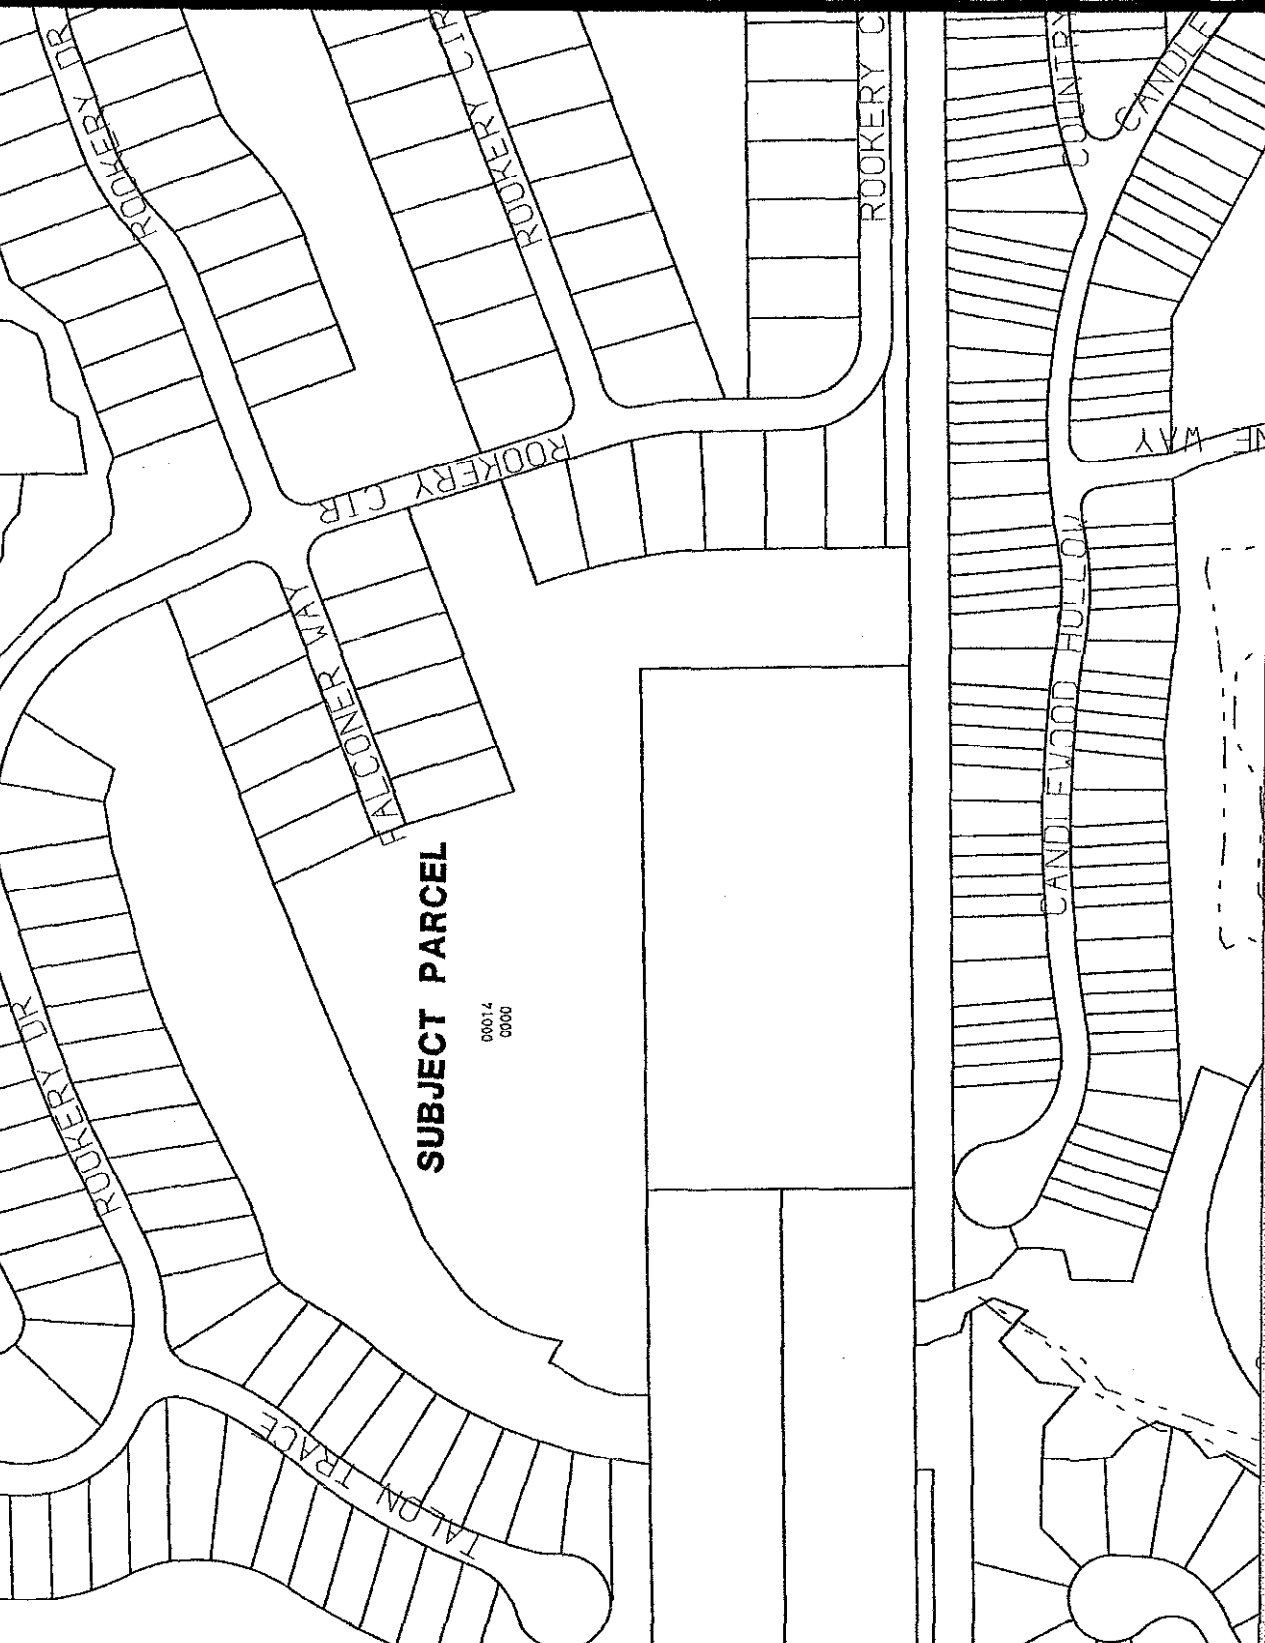 ROOKERY DR
ROOKERY CIR
ROOKERY C
COUNTRY
CANDLE
ROOKERY CIR
WAY
FALCONER WAY
CANDLEWOOD HOLLOW
SUBJECT PARCEL
00014
0000
ROOKERY DR
TALON TRACE